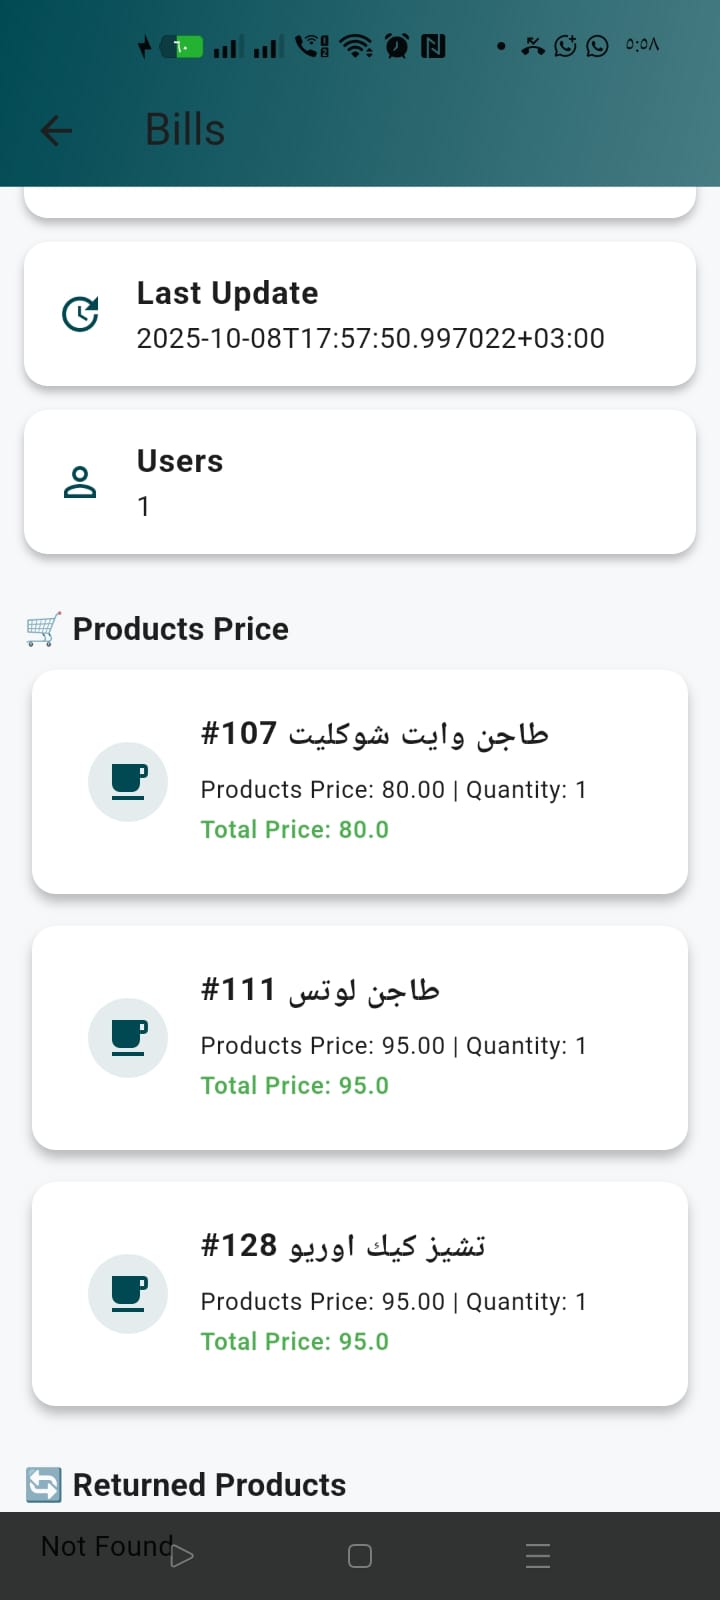 ٦٠
٥:٥٨
Bills
Last Update
2025-10-08T17:57:50.997022+03:00
Users
1
🛒 Products Price
#107 طاجن وايت شوكليت
Products Price: 80.00 | Quantity: 1
Total Price: 80.0
#111 طاجن لوتس
Products Price: 95.00 | Quantity: 1
Total Price: 95.0
#128 تشيز كيك اوريو
Products Price: 95.00 | Quantity: 1
Total Price: 95.0
🔄 Returned Products
Not Found